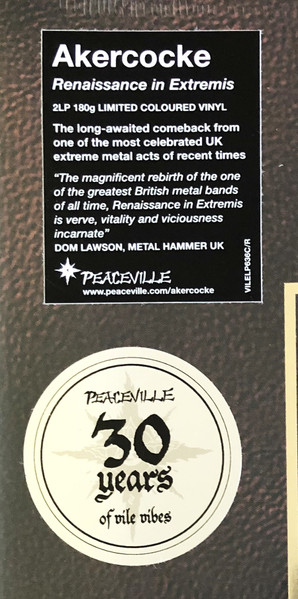 Akercocke
Renaissance in Extremis
2LP 180g LIMITED COLOURED VINYL
The long-awaited comeback from
one of the most celebrated UK
extreme metal acts of recent times
“The magnificent rebirth of the one
of the greatest British metal bands
of all time, Renaissance in Extremis
is verve, vitality and viciousness
incarnate”
DOM LAWSON, METAL HAMMER UK
PEACEVILLE
www.peaceville.com/akercocke
VILELP636C/R
PEACEVILLE
30
years
of vile vibes